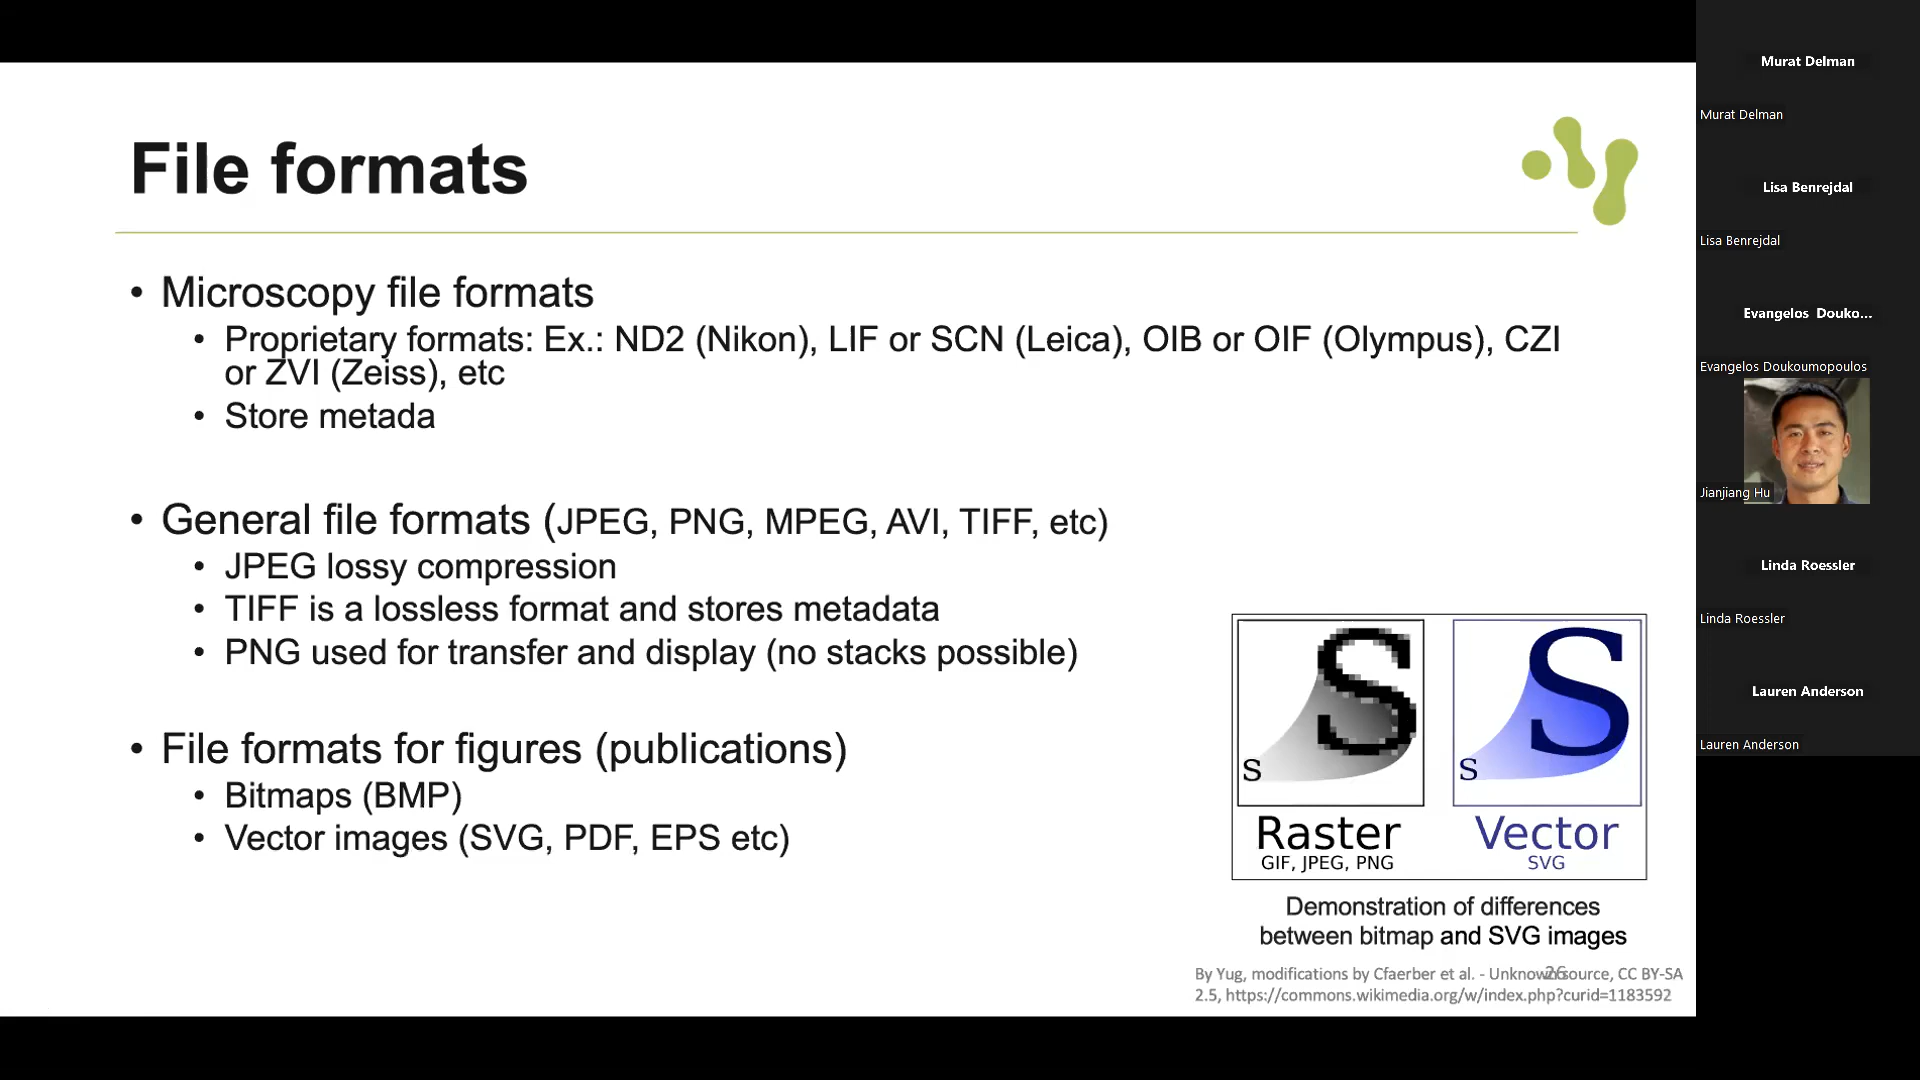 File formats
• Microscopy file formats
• Proprietary formats: Ex.: ND2 (Nikon), LIF or SCN (Leica), OIB or OIF (Olympus), CZI
or ZVI (Zeiss), etc
• Store metada
• General file formats (JPEG, PNG, MPEG, AVI, TIFF, etc)
• JPEG lossy compression
• TIFF is a lossless format and stores metadata
• PNG used for transfer and display (no stacks possible)
• File formats for figures (publications)
• Bitmaps (BMP)
• Vector images (SVG, PDF, EPS etc)
S
s
Raster
GIF, JPEG, PNG
S
s
Vector
SVG
Demonstration of differences
between bitmap and SVG images
By Yug, modifications by Cfaerber et al. - Unknown source, CC BY-SA
2.5, https://commons.wikimedia.org/w/index.php?curid=1183592
26
Murat Delman
Murat Delman
Lisa Benrejdal
Lisa Benrejdal
Evangelos Douko...
Evangelos Doukoumopoulos
Jianjiang Hu
Linda Roessler
Linda Roessler
Lauren Anderson
Lauren Anderson